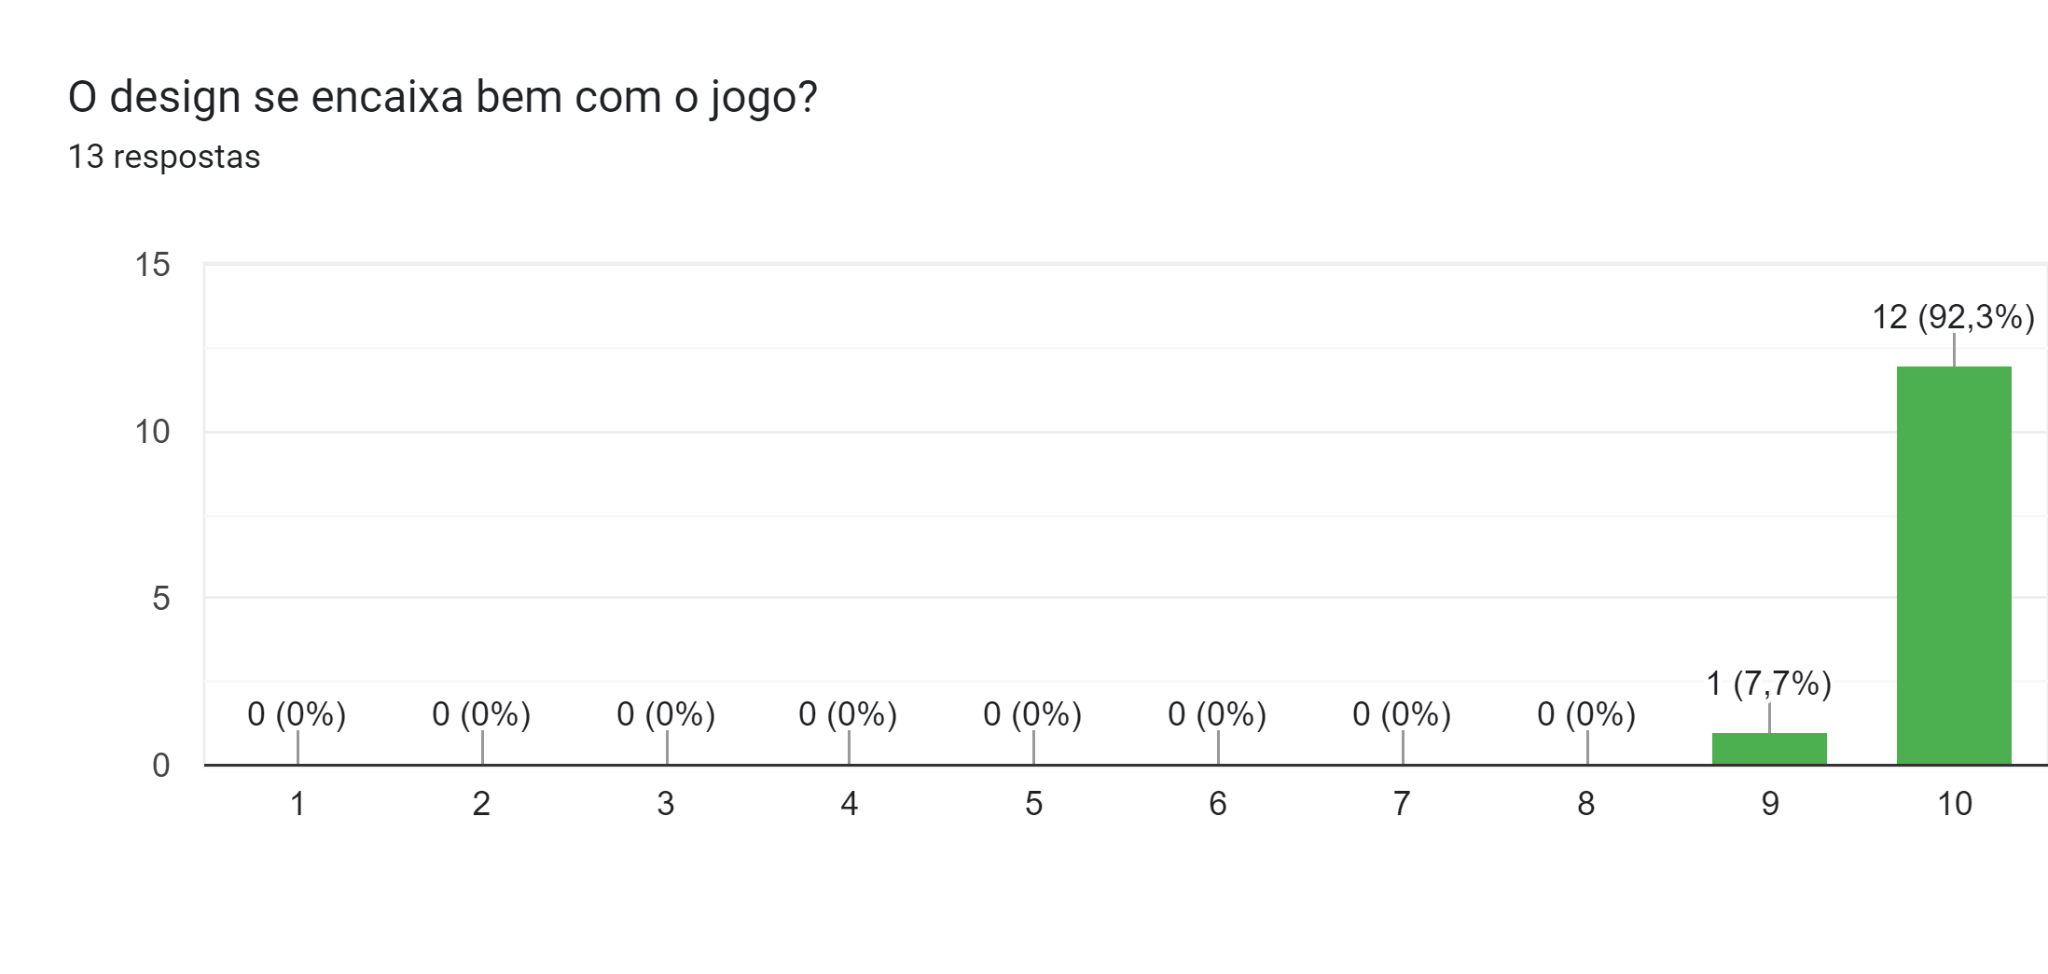 O design se encaixa bem com o jogo?
13 respostas
15
12 (92,3%)
10
5
1 (7,7%)
0 (0%) 0 (0%) 0 (0%) 0 (0%) 0 (0%) 0 (0%) 0 (0%) 0 (0%)
0
1 2 3 4 5 6 7 8 9 10